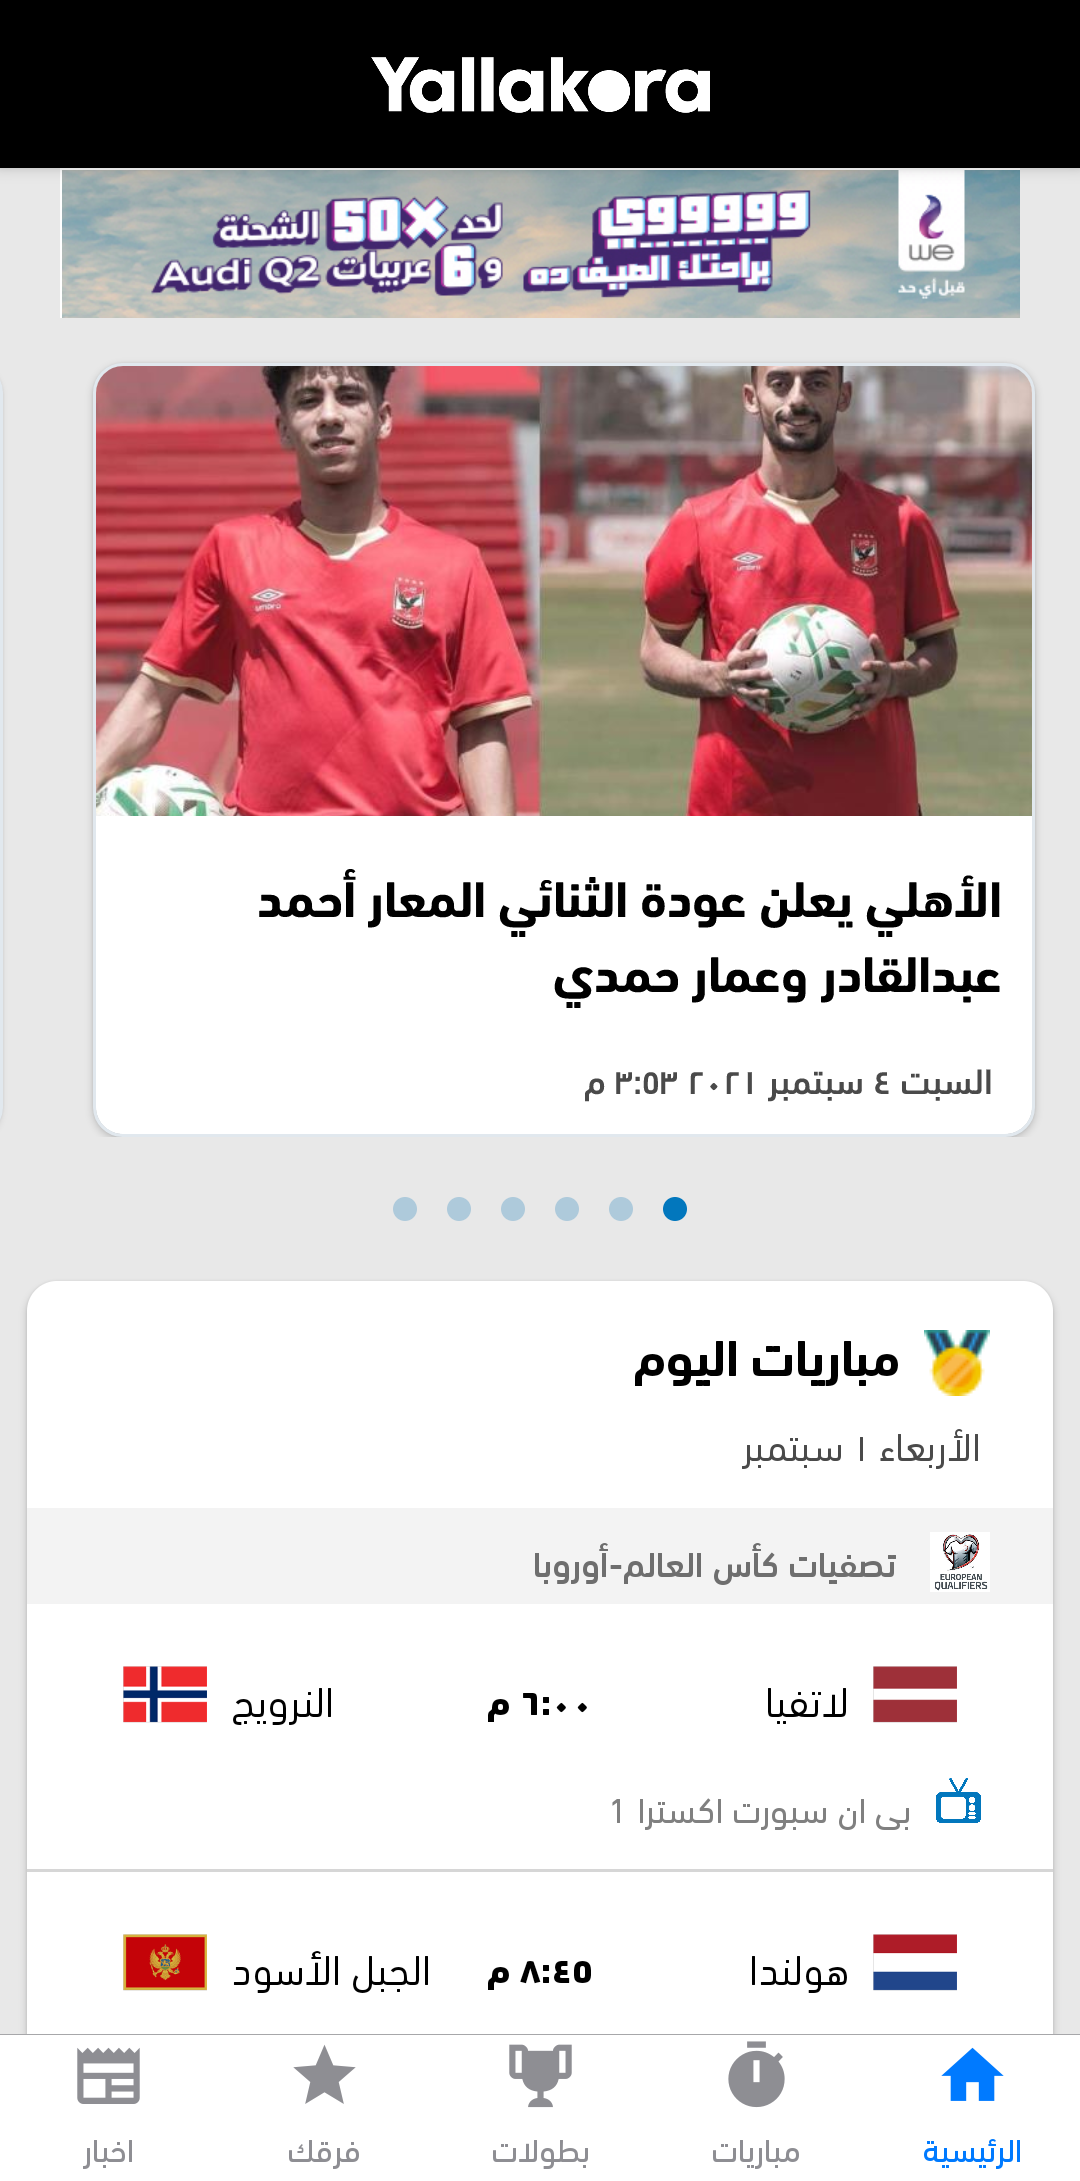 Yallakora
وووووي
براحتك الصيف ده
لحد 50X الشحنة
و 6 عربيات Audi Q2
we
قبل أي حد
umbro
umbro
الأهلي يعلن عودة الثنائي المعار أحمد
عبدالقادر وعمار حمدي
السبت ٤ سبتمبر ٢٠٢١ ٣:٥٣ م
مباريات اليوم
الأربعاء ١ سبتمبر
تصفيات كأس العالم-أوروبا
EUROPEAN
QUALIFIERS
لاتفيا ٦:٠٠ م النرويج
بى ان سبورت اكسترا 1
هولندا ٨:٤٥ م الجبل الأسود
الرئيسية مباريات بطولات فرقك اخبار